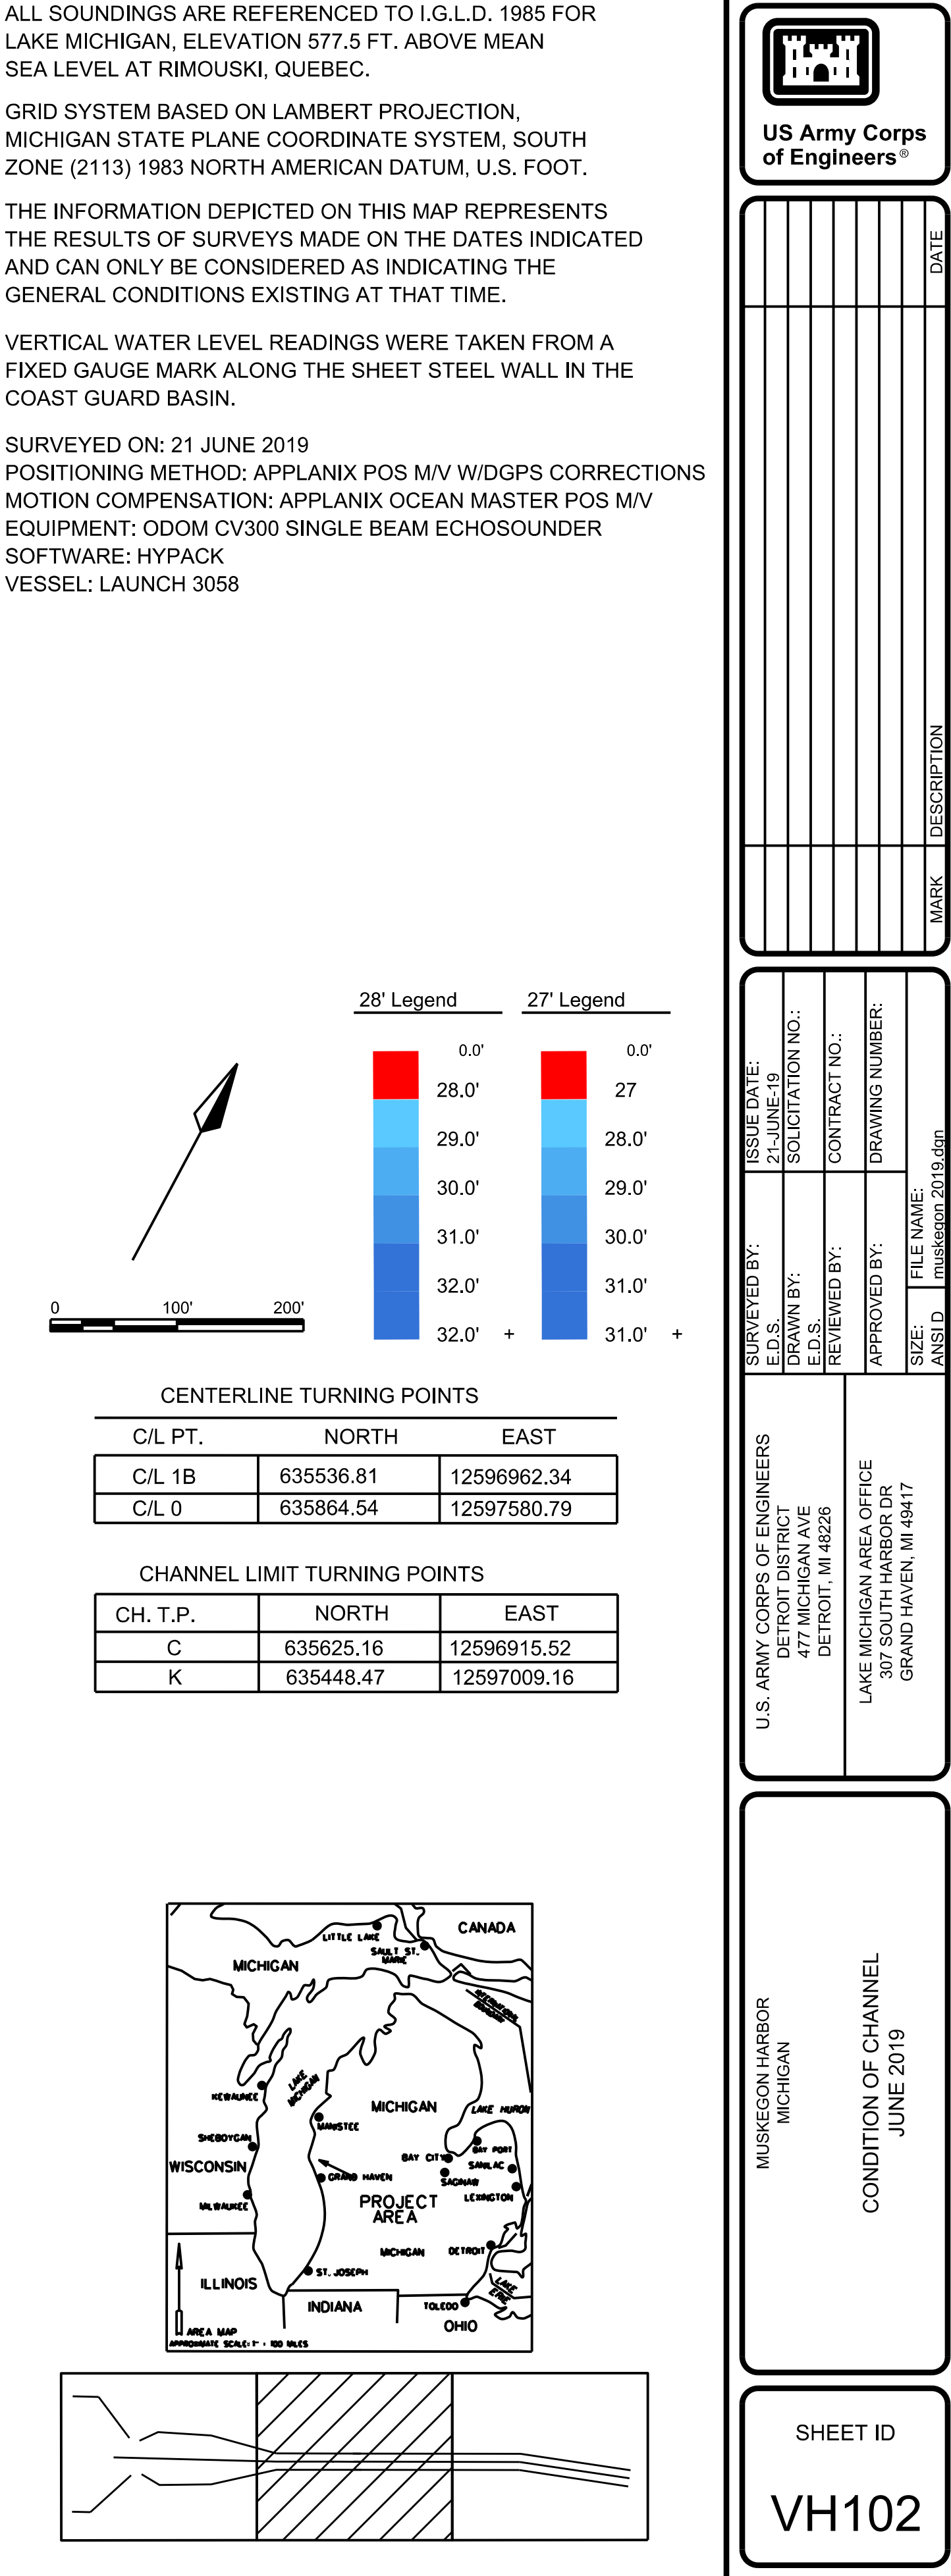 ALL SOUNDINGS ARE REFERENCED TO I.G.L.D. 1985 FOR
LAKE MICHIGAN, ELEVATION 577.5 FT. ABOVE MEAN
SEA LEVEL AT RIMOUSKI, QUEBEC.
GRID SYSTEM BASED ON LAMBERT PROJECTION,
MICHIGAN STATE PLANE COORDINATE SYSTEM, SOUTH
ZONE (2113) 1983 NORTH AMERICAN DATUM, U.S. FOOT.
THE INFORMATION DEPICTED ON THIS MAP REPRESENTS
THE RESULTS OF SURVEYS MADE ON THE DATES INDICATED
AND CAN ONLY BE CONSIDERED AS INDICATING THE
GENERAL CONDITIONS EXISTING AT THAT TIME.
VERTICAL WATER LEVEL READINGS WERE TAKEN FROM A
FIXED GAUGE MARK ALONG THE SHEET STEEL WALL IN THE
COAST GUARD BASIN.
SURVEYED ON: 21 JUNE 2019
POSITIONING METHOD: APPLANIX POS M/V W/DGPS CORRECTIONS
MOTION COMPENSATION: APPLANIX OCEAN MASTER POS M/V
EQUIPMENT: ODOM CV300 SINGLE BEAM ECHOSOUNDER
SOFTWARE: HYPACK
VESSEL: LAUNCH 3058
28' Legend 27' Legend
0.0' 0.0'
28.0' 27
29.0' 28.0'
30.0' 29.0'
31.0' 30.0'
32.0' 31.0'
32.0' + 31.0' +
0 100' 200'
CENTERLINE TURNING POINTS
C/L PT. NORTH EAST
C/L 1B 635536.81 12596962.34
C/L 0 635864.54 12597580.79
CHANNEL LIMIT TURNING POINTS
CH. T.P. NORTH EAST
C 635625.16 12596915.52
K 635448.47 12597009.16
CANADA
LITTLE LAKE
SAULT ST.
MARIE
MICHIGAN
INTERNATIONAL
BOUNDARY
LAKE
MICHIGAN
KEWAUNEE
MICHIGAN
LAKE HURON
MANISTEE
SHEBOYGAN
BAY PORT
BAY CITY
WISCONSIN
SANILAC
GRAND HAVEN
SAGINAW
LEXINGTON
MILWAUKEE
PROJECT
AREA
MICHIGAN
DETROIT
ST. JOSEPH
ILLINOIS
LAKE
ERIE
INDIANA
TOLEDO
OHIO
AREA MAP
APPROXIMATE SCALE: 1" = 100 MILES
US Army Corps
of Engineers®
MARK DESCRIPTION DATE
SURVEYED BY:
E.D.S.
ISSUE DATE:
21-JUNE-19
DRAWN BY:
E.D.S.
SOLICITATION NO.:
REVIEWED BY:
CONTRACT NO.:
APPROVED BY:
DRAWING NUMBER:
SIZE:
ANSI D
FILE NAME:
muskegon 2019.dgn
U.S. ARMY CORPS OF ENGINEERS
DETROIT DISTRICT
477 MICHIGAN AVE
DETROIT, MI 48226
LAKE MICHIGAN AREA OFFICE
307 SOUTH HARBOR DR
GRAND HAVEN, MI 49417
MUSKEGON HARBOR
MICHIGAN
CONDITION OF CHANNEL
JUNE 2019
SHEET ID
VH102